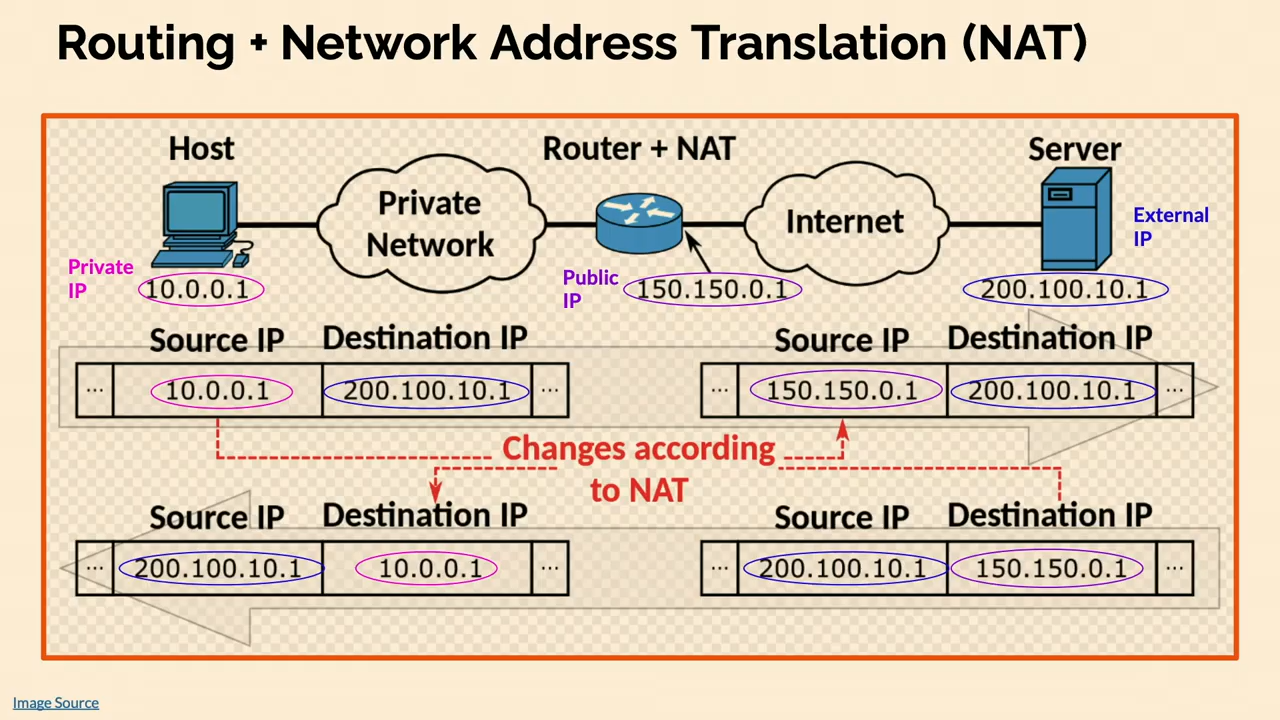 Routing + Network Address Translation (NAT)
Host
Router + NAT
Server
Private
Network
Internet
External
IP
Private
IP
10.0.0.1
Public
IP
150.150.0.1
200.100.10.1
Source IP
Destination IP
Source IP
Destination IP
...
10.0.0.1
200.100.10.1
...
...
150.150.0.1
200.100.10.1
...
Changes according
to NAT
Source IP
Destination IP
Source IP
Destination IP
...
200.100.10.1
10.0.0.1
...
...
200.100.10.1
150.150.0.1
...
Image Source